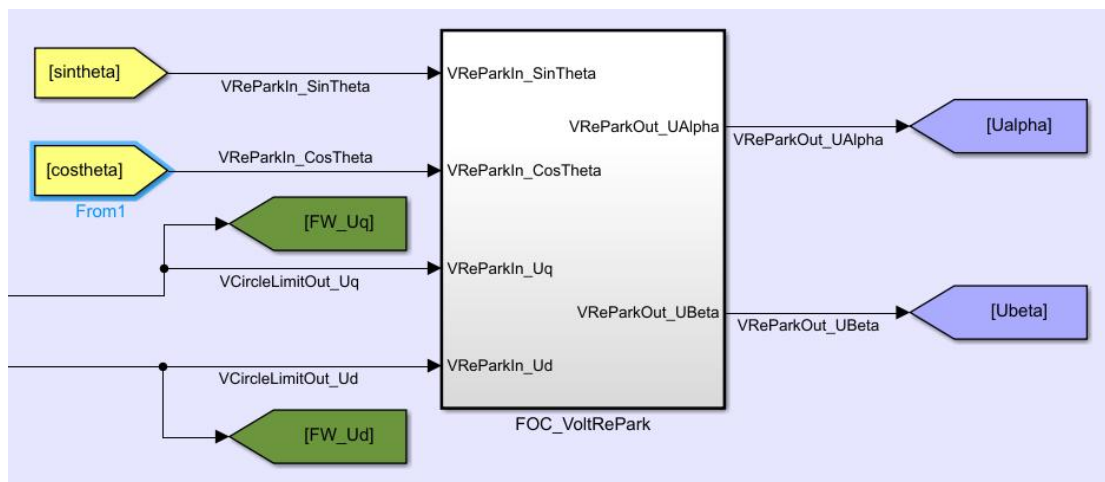 [sintheta]
VReParkIn_SinTheta
VReParkIn_SinTheta
VReParkOut_UAlpha
VReParkOut_UAlpha
[Ualpha]
[costheta]
From1
VReParkIn_CosTheta
VReParkIn_CosTheta
[FW_Uq]
VCircleLimitOut_Uq
VReParkIn_Uq
VReParkOut_UBeta
VReParkOut_UBeta
[Ubeta]
VCircleLimitOut_Ud
VReParkIn_Ud
[FW_Ud]
FOC_VoltRePark